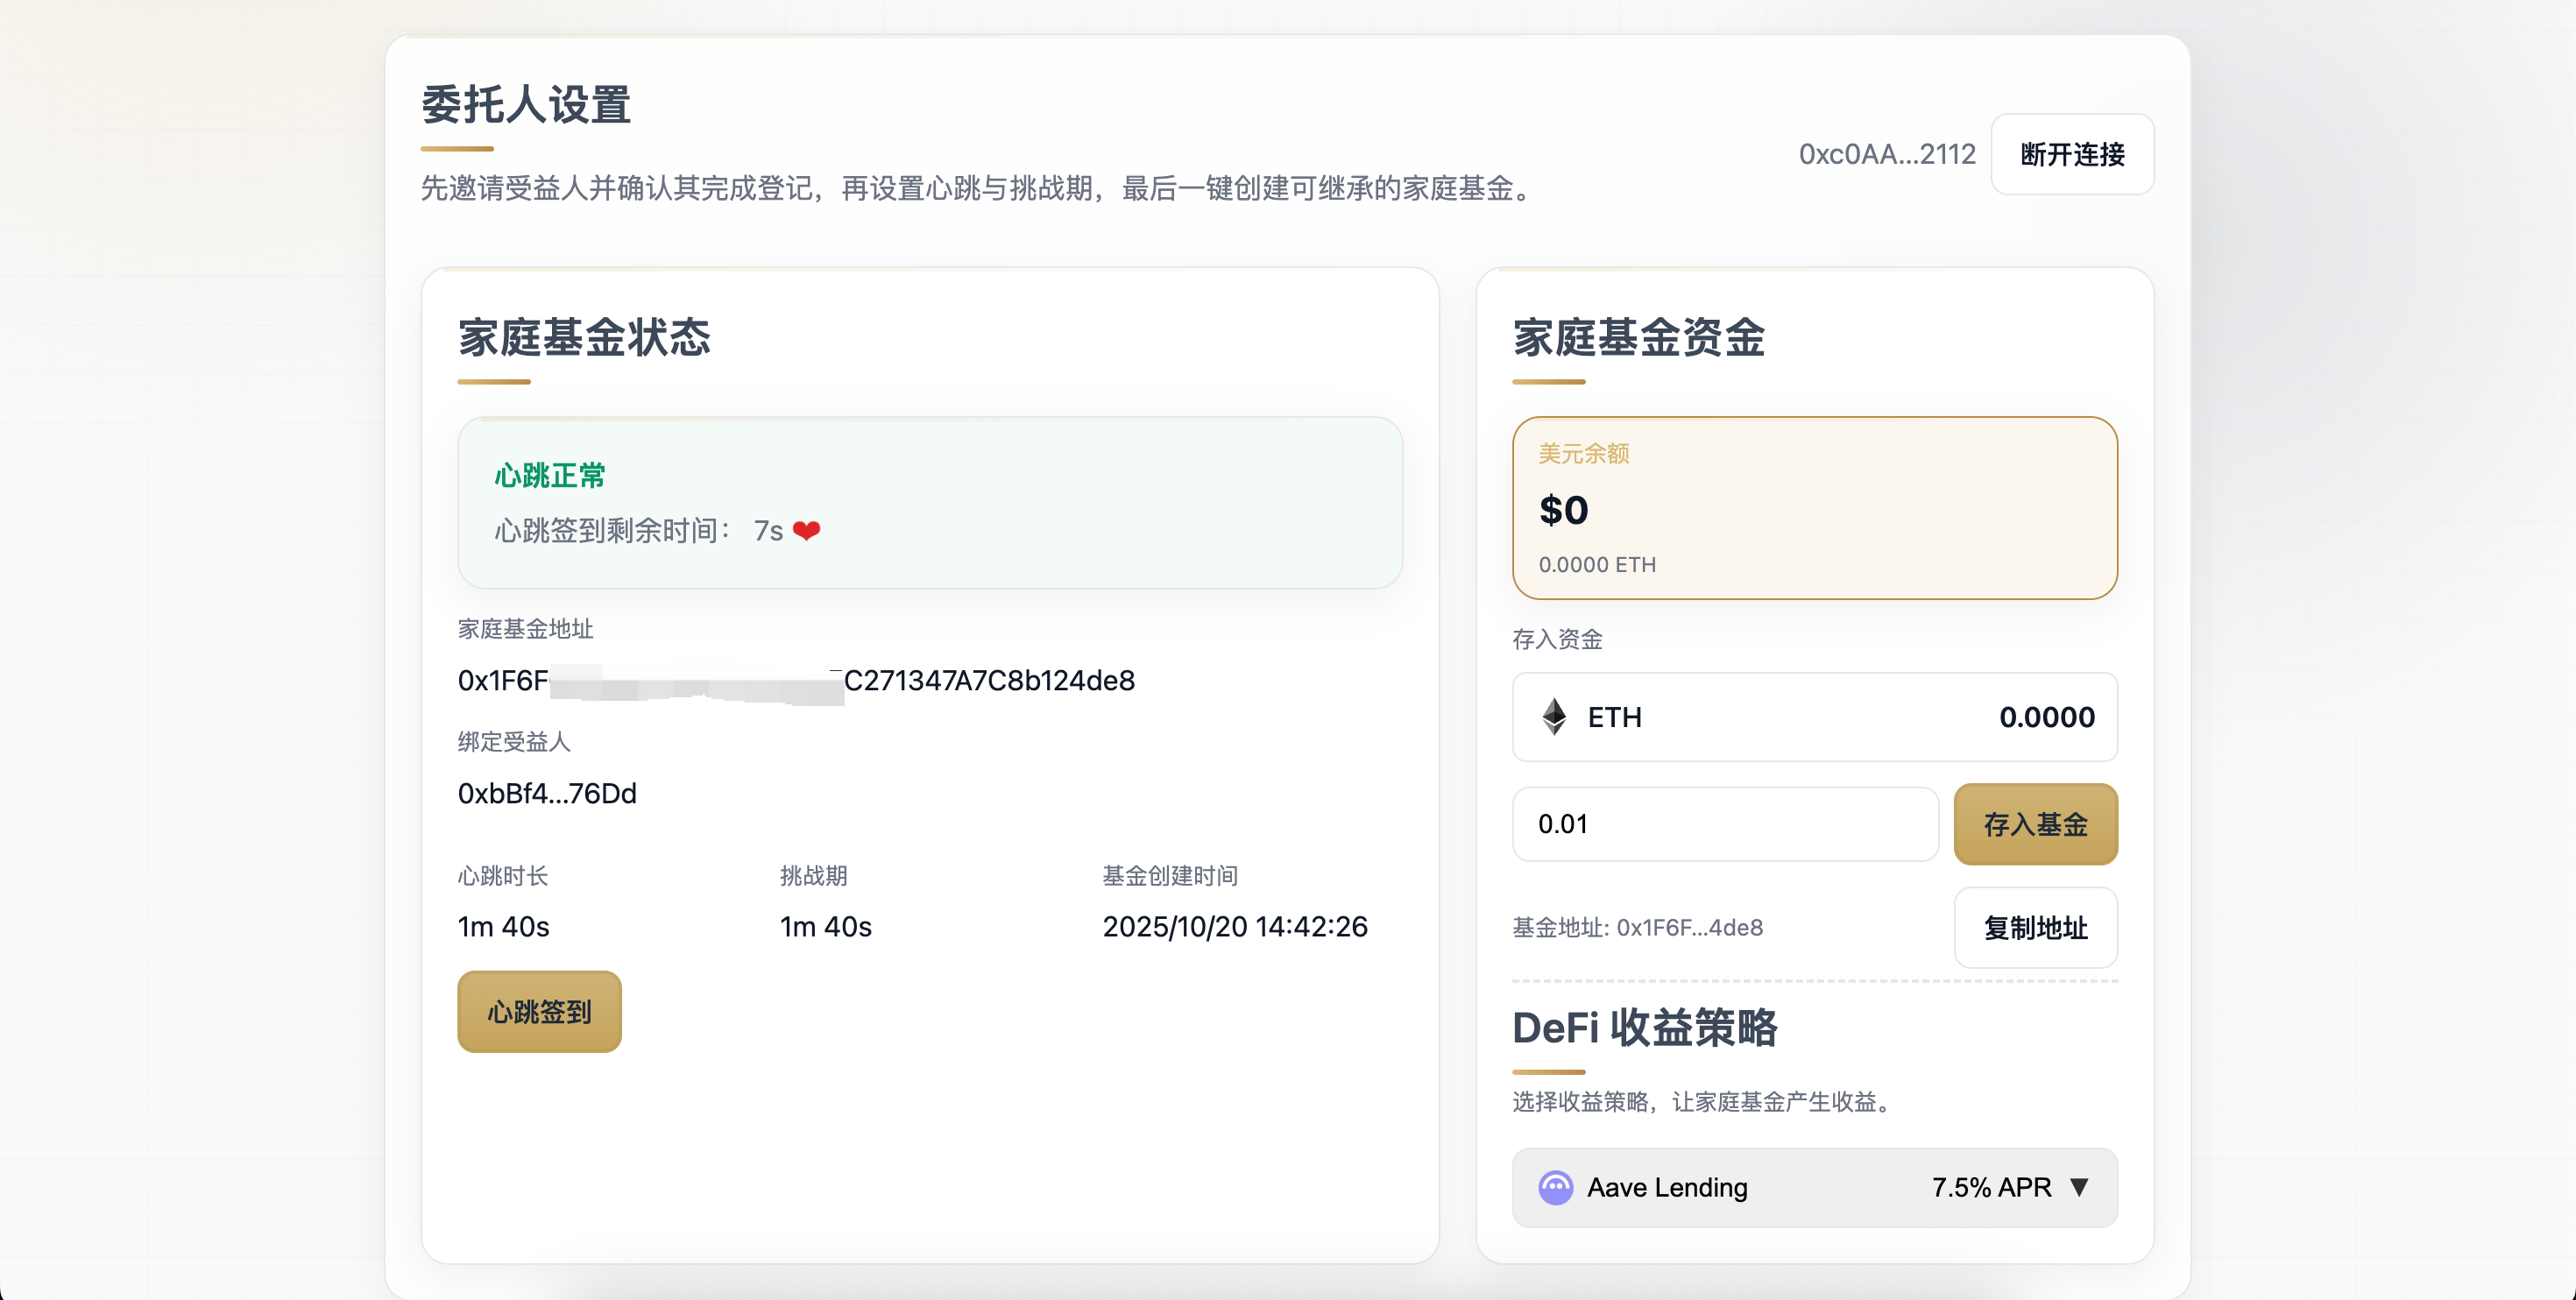 委托人设置
先邀请受益人并确认其完成登记，再设置心跳与挑战期，最后一键创建可继承的家庭基金。
0xc0AA...2112
断开连接
家庭基金状态
心跳正常
心跳签到剩余时间： 7s ❤
家庭基金地址
0x1F6F C271347A7C8b124de8
绑定受益人
0xbBf4...76Dd
心跳时长
1m 40s
挑战期
1m 40s
基金创建时间
2025/10/20 14:42:26
心跳签到
家庭基金资金
美元余额
$0
0.0000 ETH
存入资金
ETH 0.0000
0.01
存入基金
基金地址: 0x1F6F...4de8
复制地址
DeFi 收益策略
选择收益策略，让家庭基金产生收益。
Aave Lending 7.5% APR ▼